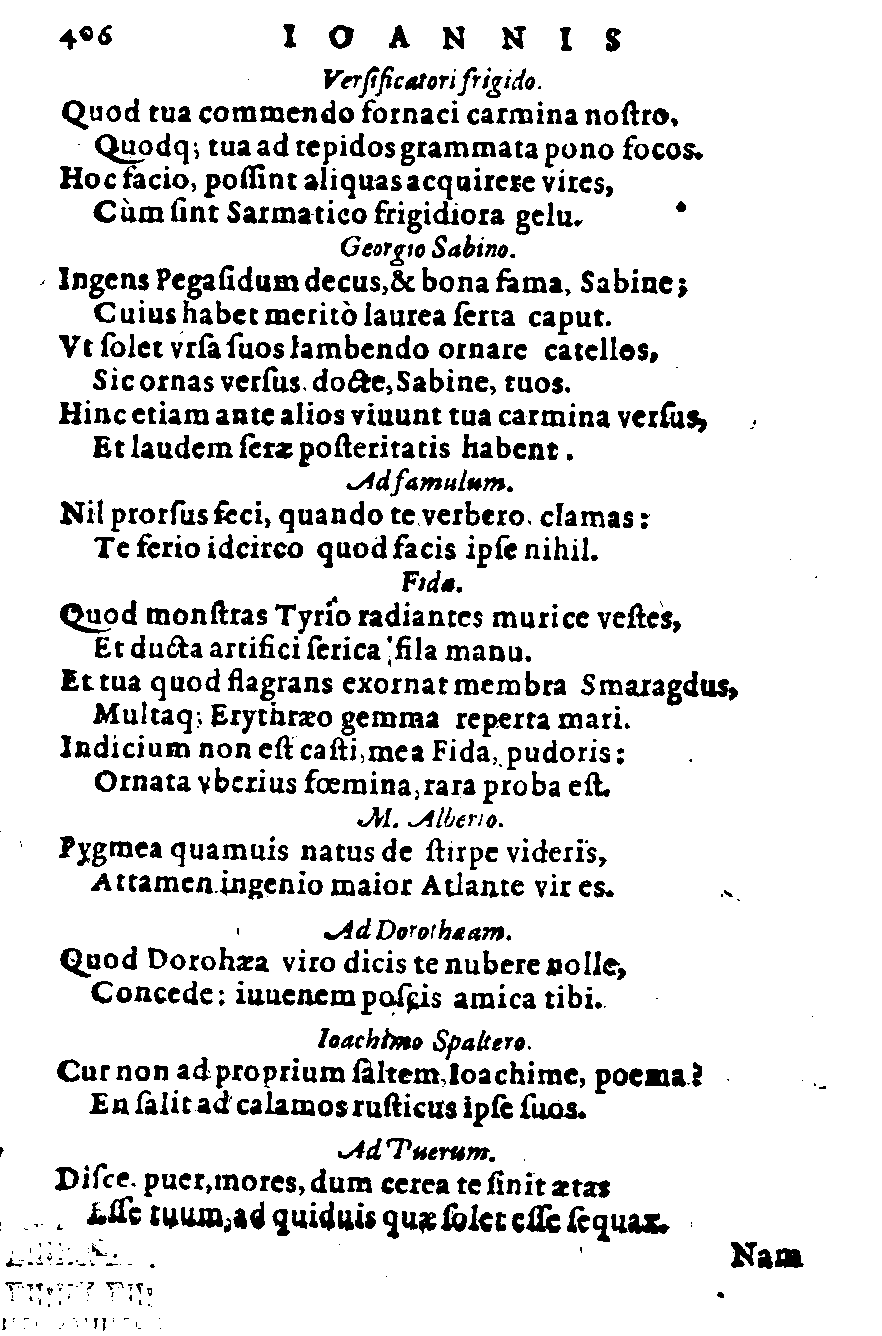 406 IOANNIS
Verſificatori frigido.
Quod tua commendo fornaci carmina noſtro,
Quodq; tua ad tepidos grammata pono focos.
Hoc facio, poſſint aliquas acquirere vires,
Cùm ſint Sarmatico frigidiora gelu.
Georgio Sabino.
Ingens Pegaſidum decus, & bona fama, Sabine;
Cuius habet meritò laurea ſerta caput.
Vt ſolet vrſa ſuos lambendo ornare catellos,
Sic ornas verſus. docte, Sabine, tuos.
Hinc etiam ante alios viuunt tua carmina verſus,
Et laudem ſeræ poſteritatis habent.
Ad famulum.
Nil prorſus feci, quando te verbero. clamas:
Te ferio idcirco quod facis ipſe nihil.
Fida.
Quod monſtras Tyrio radiantes murice veſtes,
Et ducta artifici ſerica fila manu.
Et tua quod flagrans exornat membra Smaragdus,
Multaq; Erythræo gemma reperta mari.
Indicium non eſt caſti, mea Fida, pudoris:
Ornata vberius fœmina, rara proba eſt.
M. Alberto.
Pygmea quamuis natus de ſtirpe videris,
Attamen ingenio maior Atlante vir es.
Ad Dorothæam.
Quod Dorohæa viro dicis te nubere nolle,
Concede: iuuenem poſcis amica tibi.
Ioachimo Spaltero.
Cur non ad proprium ſaltem, Ioachime, poema?
En ſalit ad calamos ruſticus ipſe ſuos.
Ad Puerum.
Diſce. puer, mores, dum cerea te ſinit ætas
Eſſe tuum, ad quiduis quæ ſolet eſſe ſequax.
Nam